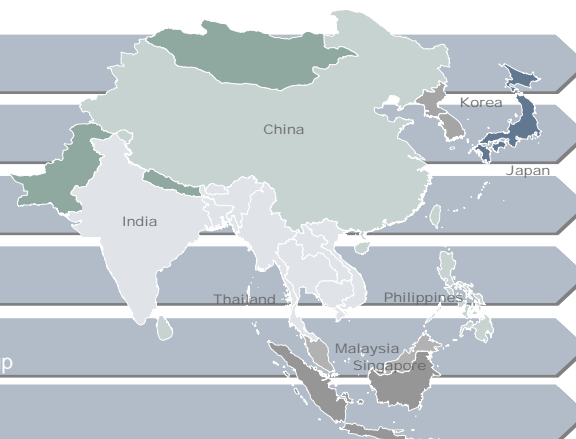 Korea
China
Japan
India
Thailand
Philippines
Malaysia
Singapore